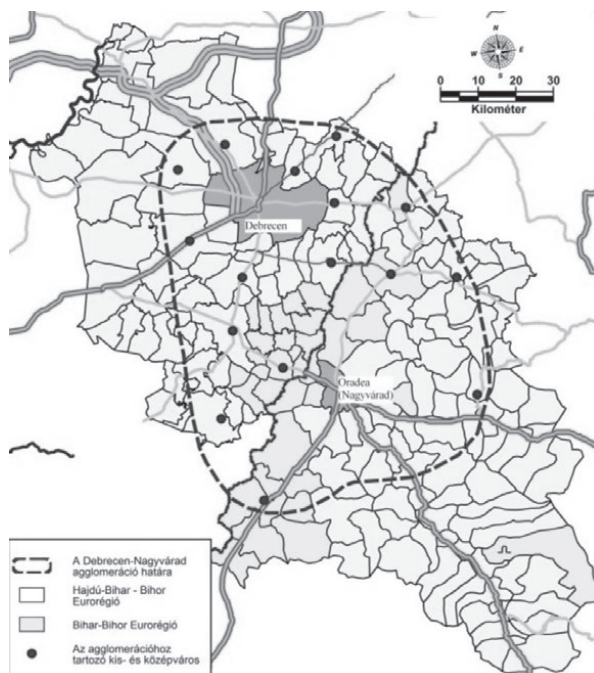 N
W E
S
0 10 20 30
Kilométer
Debrecen
Oradea
(Nagyvárad)
A Debrecen-Nagyvárad
agglomeráció határa
Hajdú-Bihar - Bihor
Eurorégió
Bihar-Bihor Eurorégió
Az agglomerációhoz
tartozó kis- és középváros